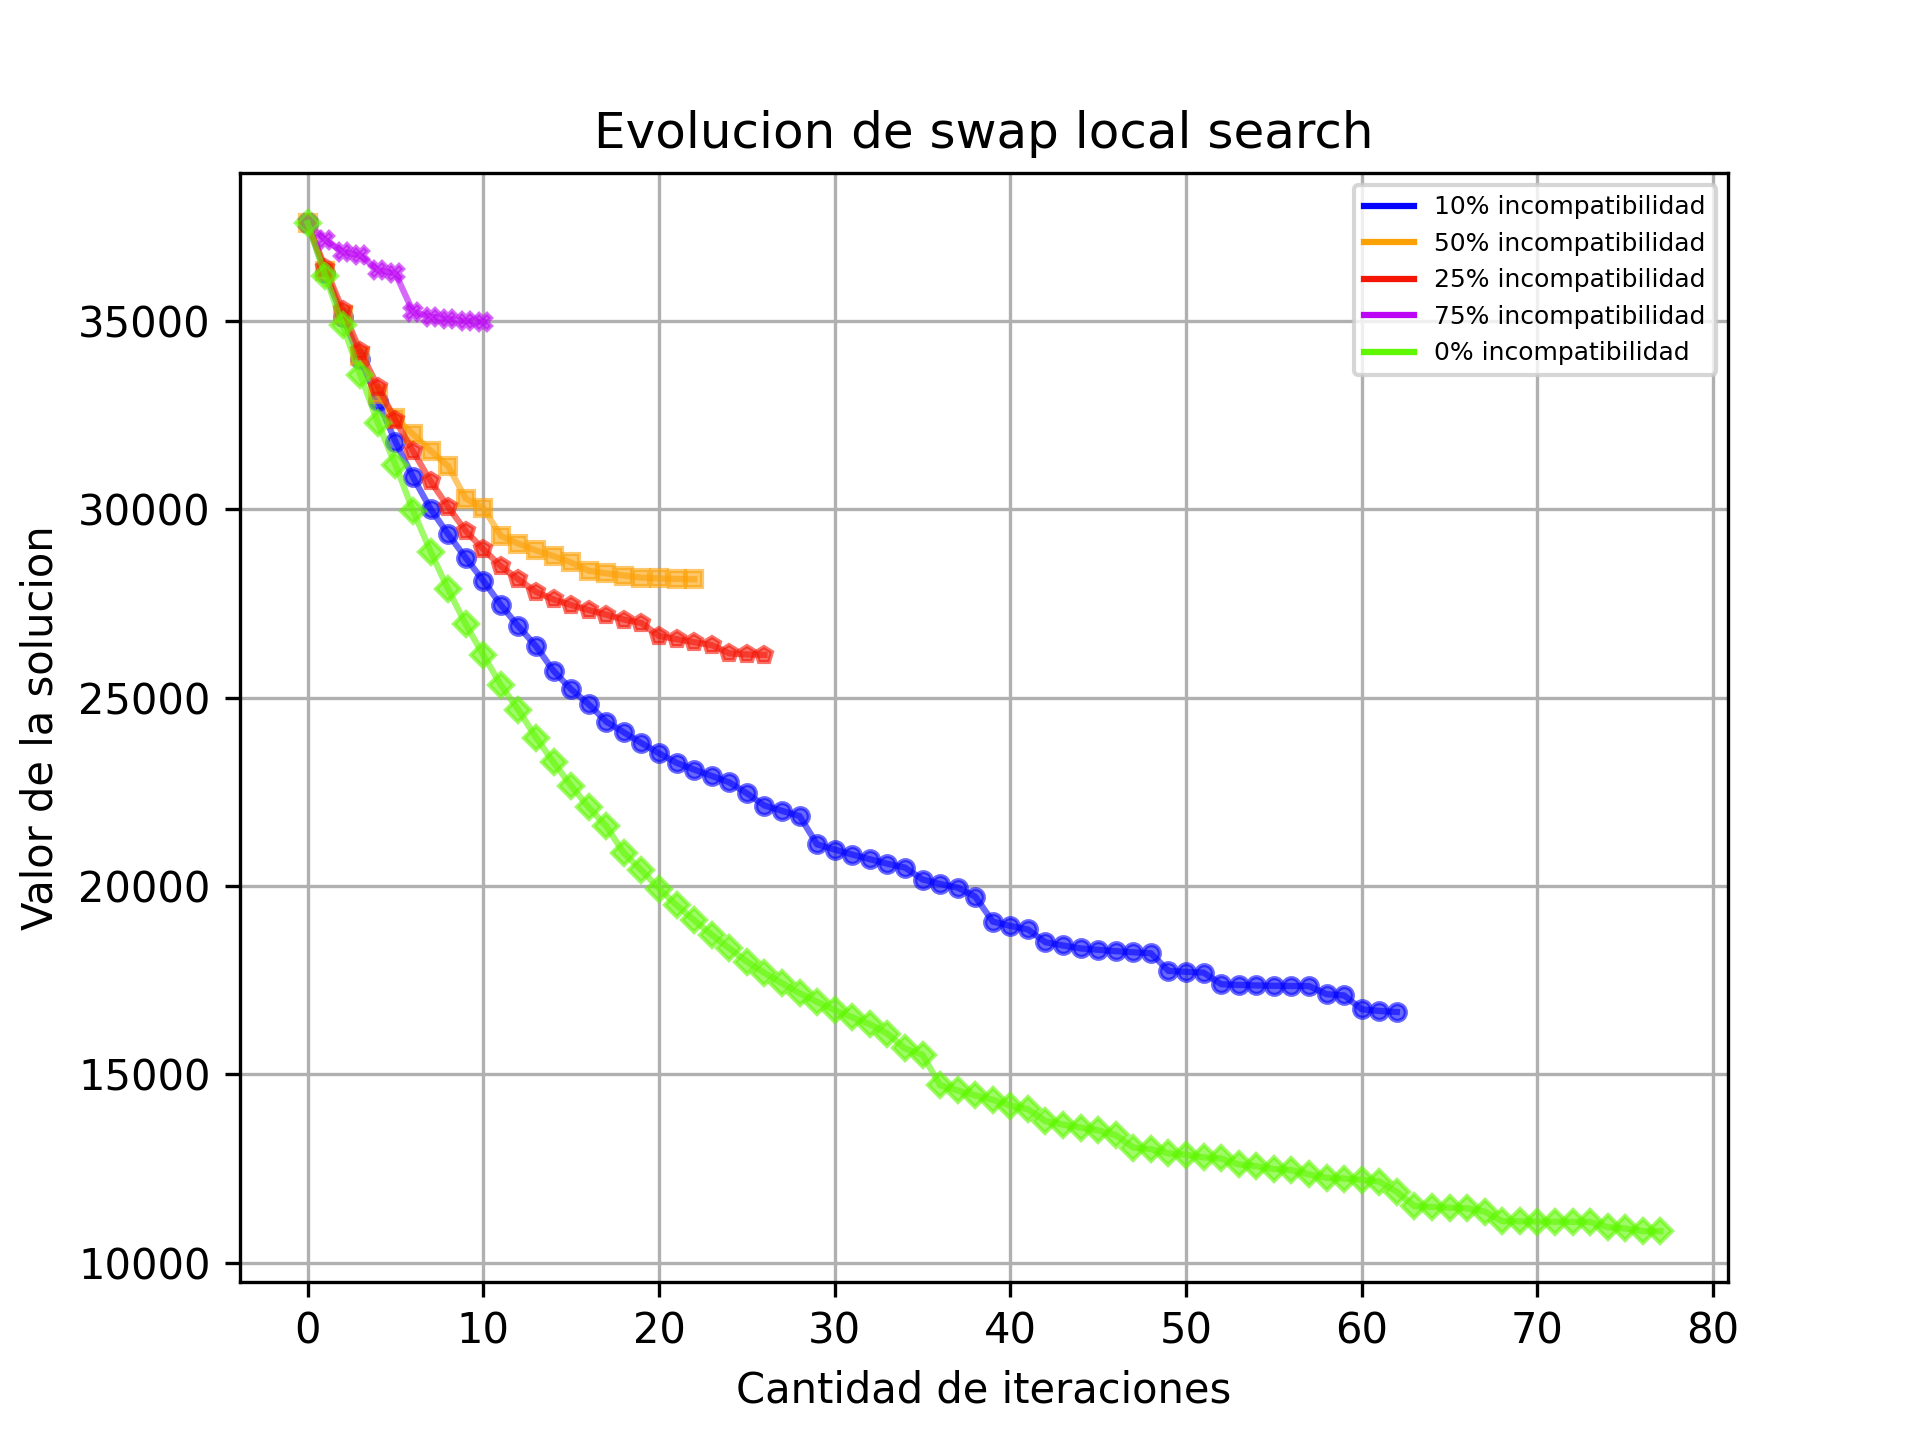 Evolucion de swap local search
10% incompatibilidad
50% incompatibilidad
25% incompatibilidad
75% incompatibilidad
0% incompatibilidad
Valor de la solucion
35000
30000
25000
20000
15000
10000
0 10 20 30 40 50 60 70 80
Cantidad de iteraciones